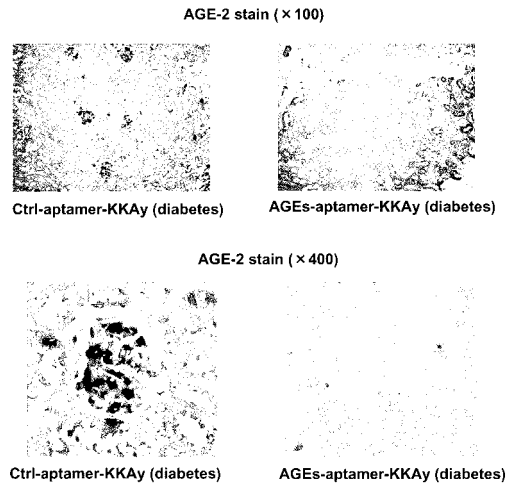 AGE-2 stain (×100)
Ctrl-aptamer-KKAy (diabetes)
AGEs-aptamer-KKAy (diabetes)
AGE-2 stain (×400)
Ctrl-aptamer-KKAy (diabetes)
AGEs-aptamer-KKAy (diabetes)